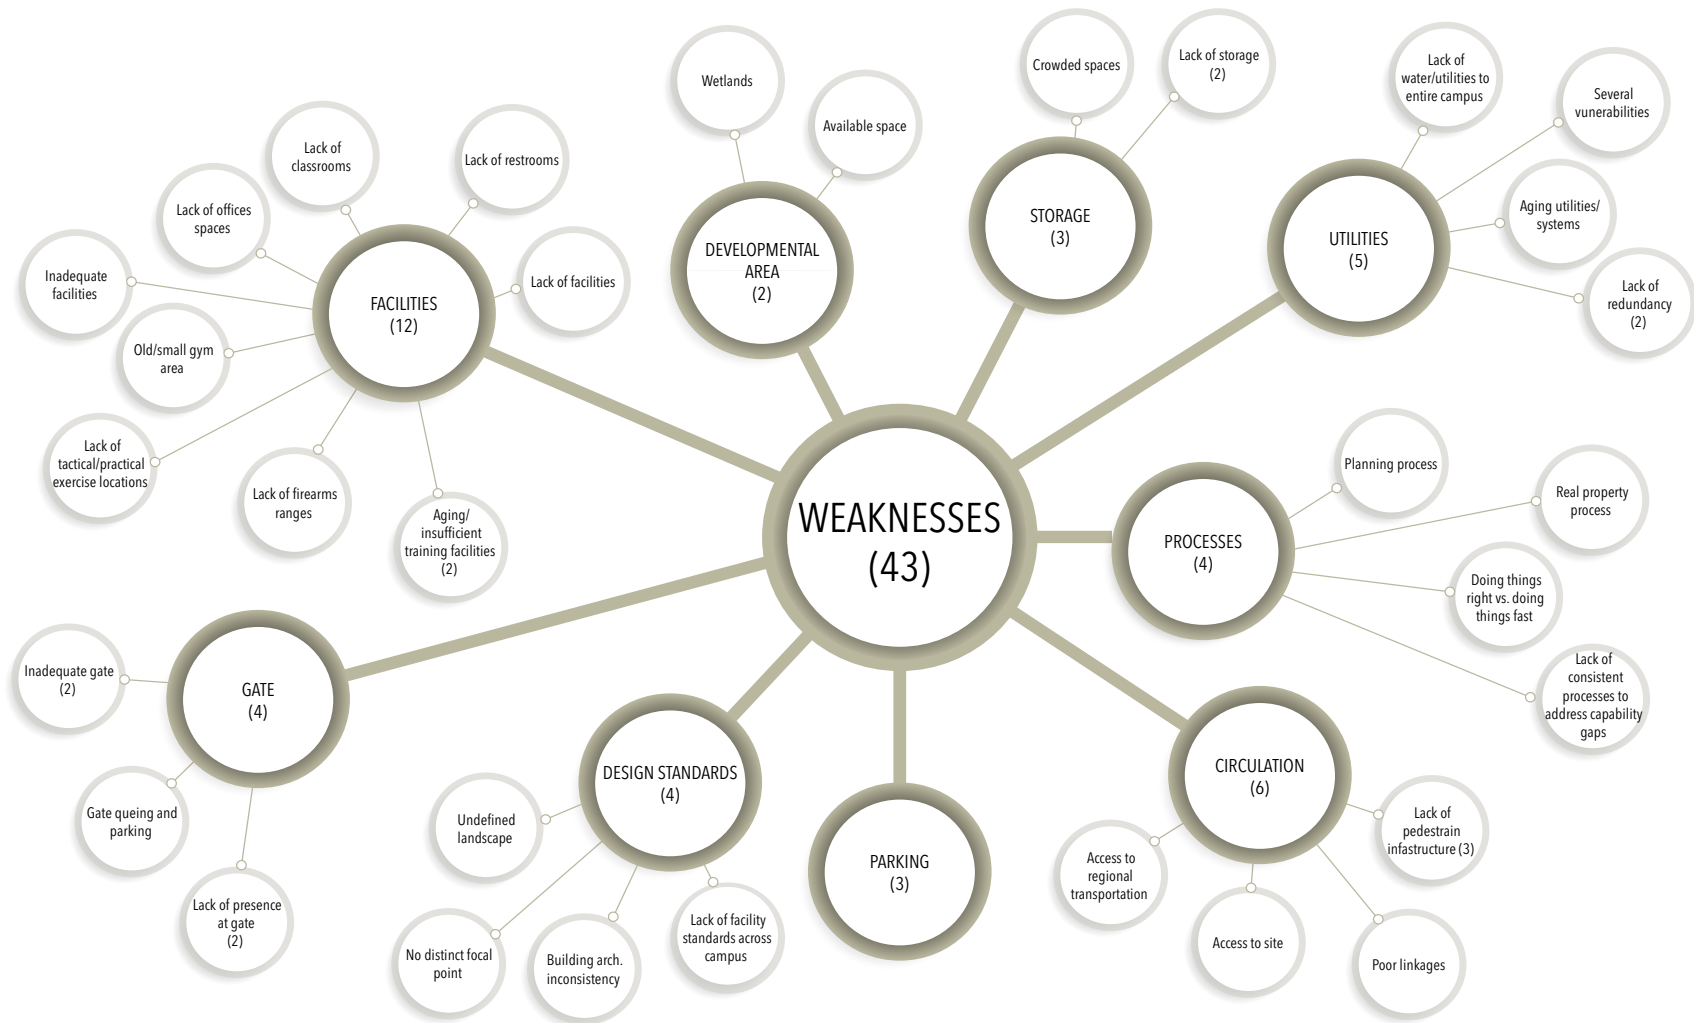 WEAKNESSES
(43)
FACILITIES
(12)
Lack of
classrooms
Lack of restrooms
Lack of offices
spaces
Inadequate
facilities
Lack of facilities
Old/small gym
area
Lack of
tactical/practical
exercise locations
Lack of firearms
ranges
Aging/
insufficient
training facilities
(2)
DEVELOPMENTAL
AREA
(2)
Wetlands
Available space
STORAGE
(3)
Crowded spaces
Lack of storage
(2)
UTILITIES
(5)
Lack of
water/utilities to
entire campus
Several
vunerabilities
Aging utilities/
systems
Lack of
redundancy
(2)
PROCESSES
(4)
Planning process
Real property
process
Doing things
right vs. doing
things fast
Lack of
consistent
processes to
address capability
gaps
CIRCULATION
(6)
Lack of
pedestrain
infastructure (3)
Access to
regional
transportation
Access to site
Poor linkages
PARKING
(3)
DESIGN STANDARDS
(4)
Undefined
landscape
No distinct focal
point
Building arch.
inconsistency
Lack of facility
standards across
campus
GATE
(4)
Inadequate gate
(2)
Gate queing and
parking
Lack of presence
at gate
(2)